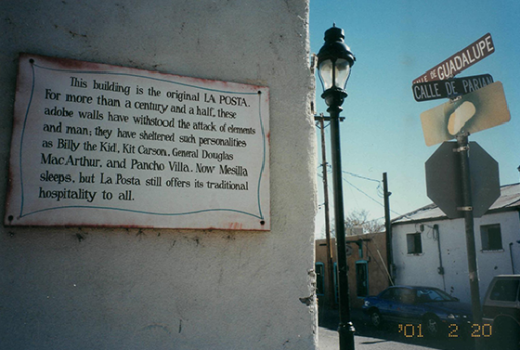 This building is the original LA POSTA.
For more than a century and a half, these
adobe walls have withstood the attack of elements
and man; they have sheltered such personalities
as Billy the Kid, Kit Carson, General Douglas
MacArthur, and Pancho Villa. Now Mesilla
sleeps, but La Posta still offers its traditional
hospitality to all.
CALLE DE GUADALUPE
CALLE DE PARIAN
'01 2 20